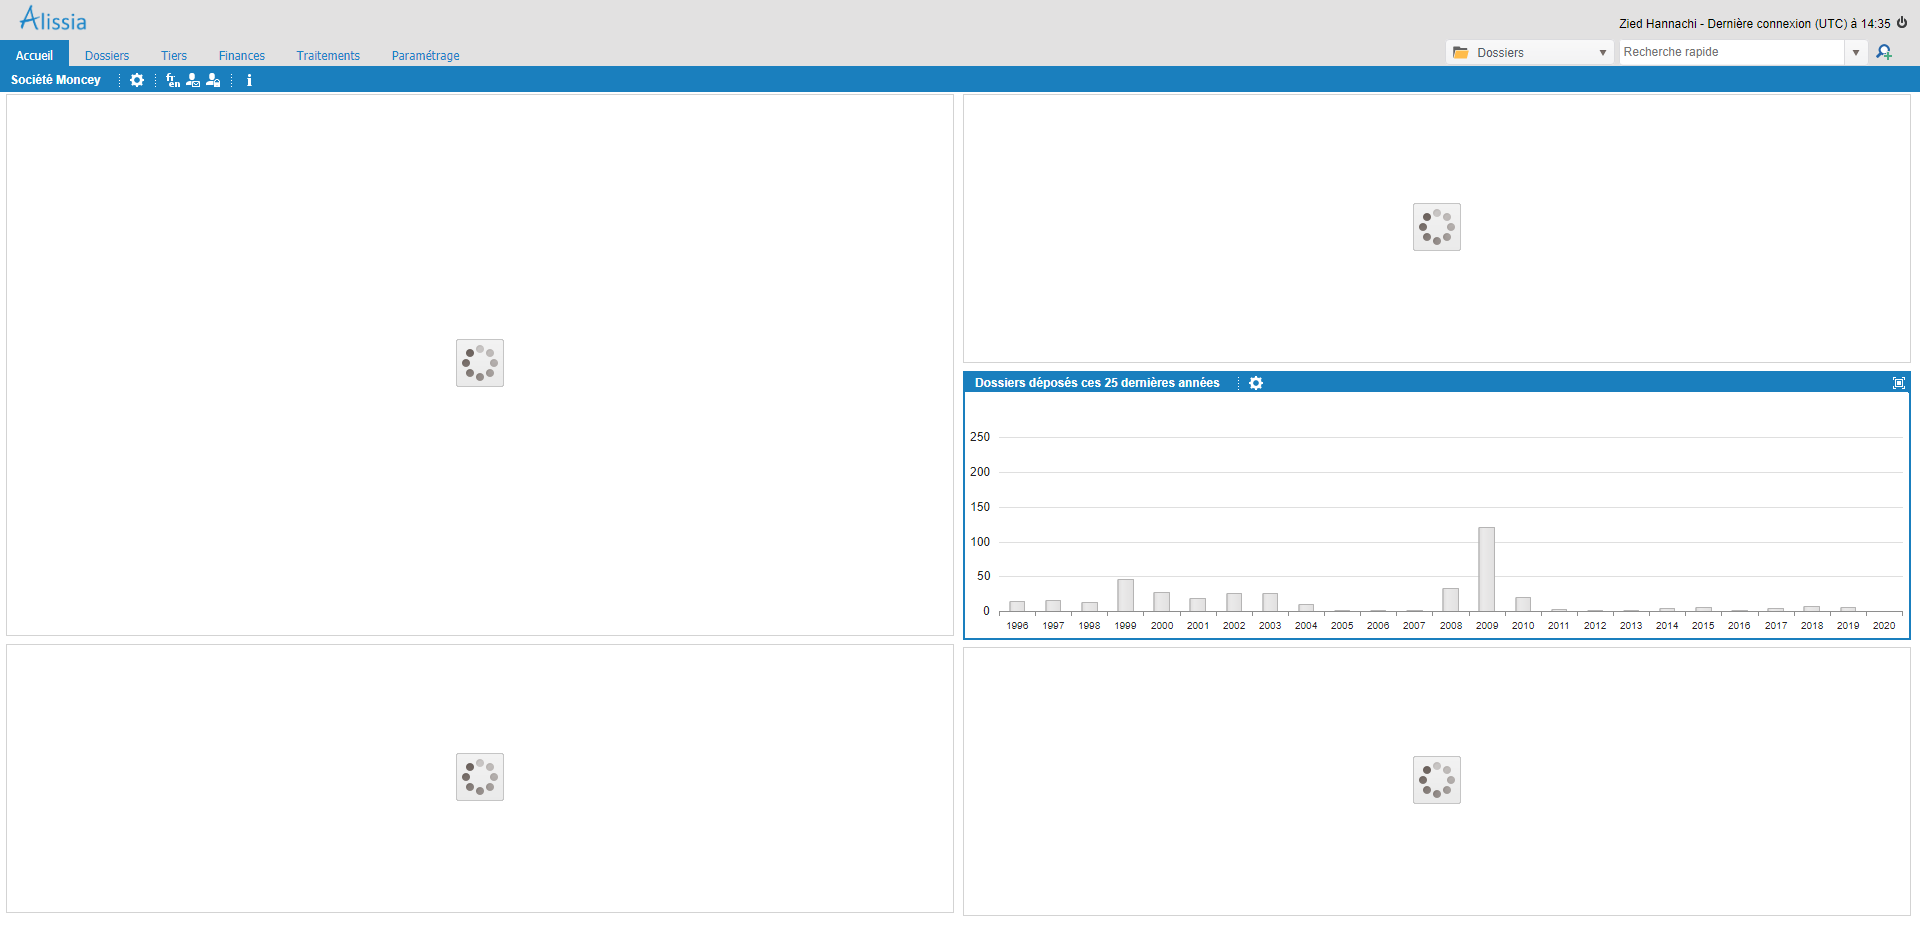 Alissia
Zied Hannachi - Dernière connexion (UTC) à 14:35
Accueil Dossiers Tiers Finances Traitements Paramétrage
Dossiers Recherche rapide
Société Moncey fr en i
Dossiers déposés ces 25 dernières années
250
200
150
100
50
0
1996 1997 1998 1999 2000 2001 2002 2003 2004 2005 2006 2007 2008 2009 2010 2011 2012 2013 2014 2015 2016 2017 2018 2019 2020